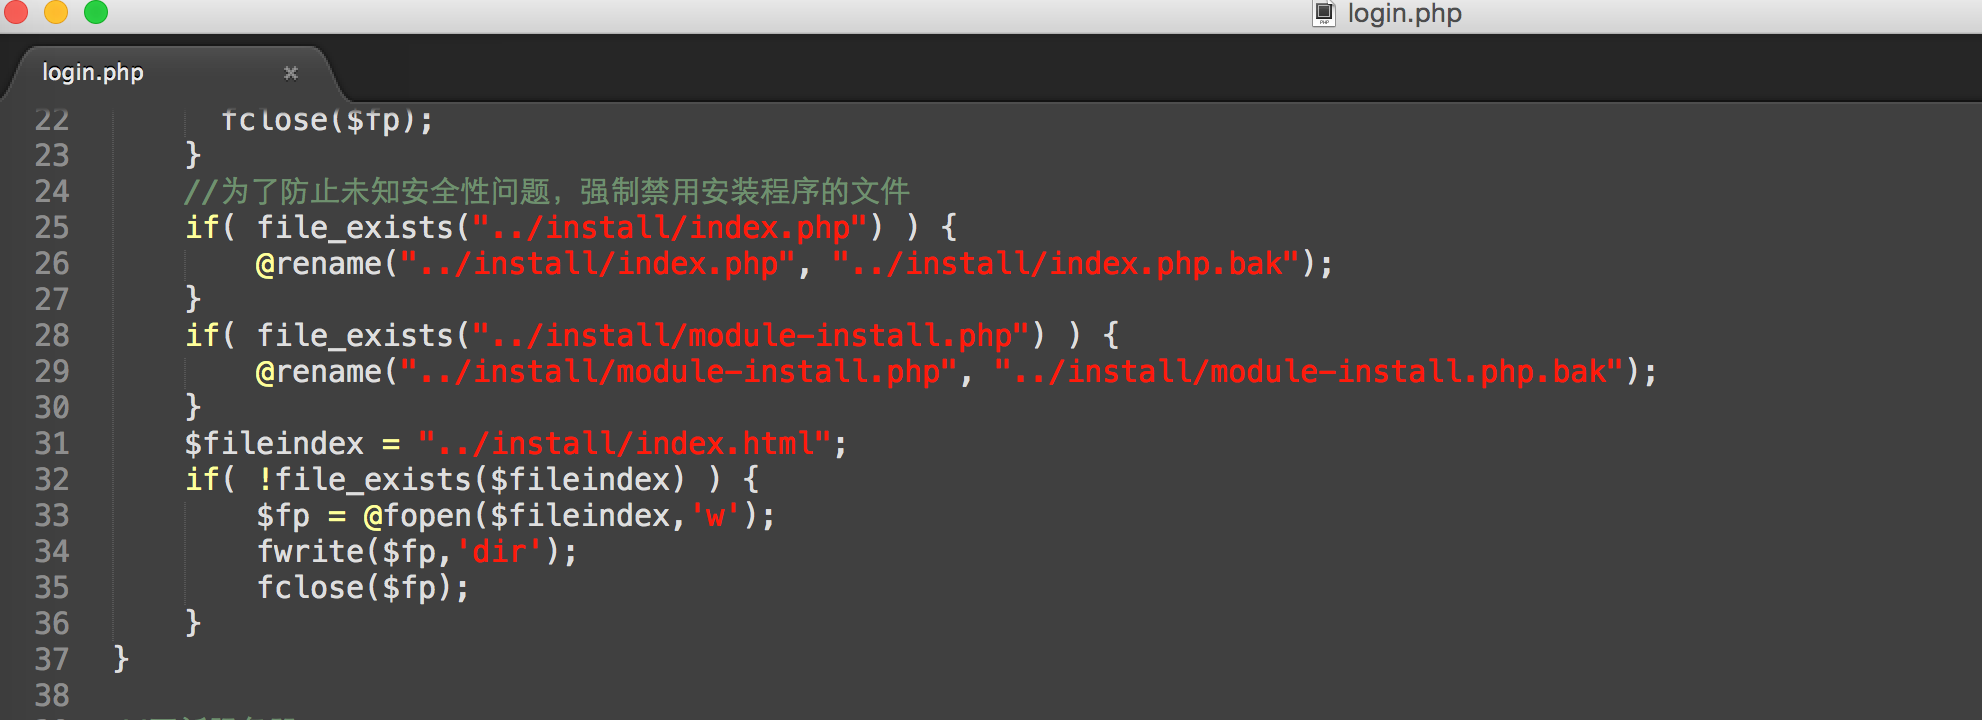 login.php
login.php
22 fclose($fp);
23 }
24 //为了防止未知安全性问题，强制禁用安装程序的文件
25 if( file_exists("../install/index.php") ) {
26 @rename("../install/index.php", "../install/index.php.bak");
27 }
28 if( file_exists("../install/module-install.php") ) {
29 @rename("../install/module-install.php", "../install/module-install.php.bak");
30 }
31 $fileindex = "../install/index.html";
32 if( !file_exists($fileindex) ) {
33 $fp = @fopen($fileindex,'w');
34 fwrite($fp,'dir');
35 fclose($fp);
36 }
37 }
38